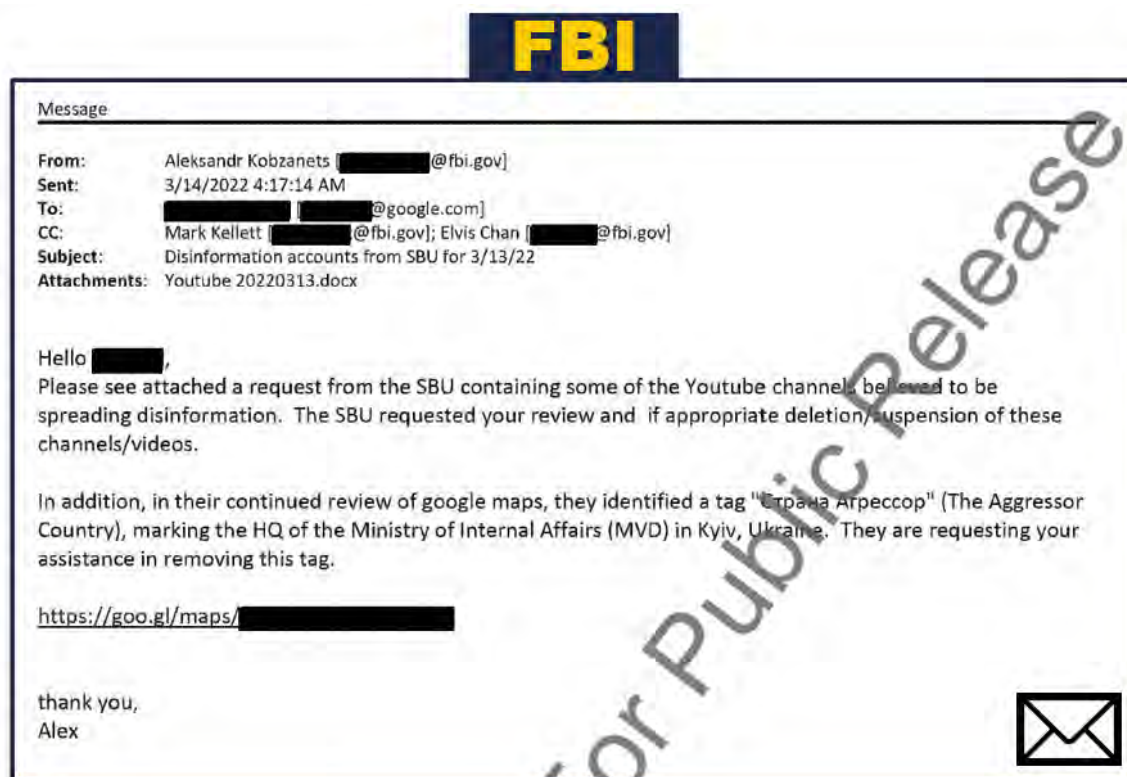 FBI
Message
From: Aleksandr Kobzanets [ @fbi.gov]
Sent: 3/14/2022 4:17:14 AM
To: [ @google.com]
CC: Mark Kellett [ @fbi.gov]; Elvis Chan [ @fbi.gov]
Subject: Disinformation accounts from SBU for 3/13/22
Attachments: Youtube 20220313.docx
Hello ,
Please see attached a request from the SBU containing some of the Youtube channels believed to be
spreading disinformation. The SBU requested your review and if appropriate deletion/suspension of these
channels/videos.
In addition, in their continued review of google maps, they identified a tag "Страна Агрессор" (The Aggressor
Country), marking the HQ of the Ministry of Internal Affairs (MVD) in Kyiv, Ukraine. They are requesting your
assistance in removing this tag.
https://goo.gl/maps/
thank you,
Alex
For Public Release